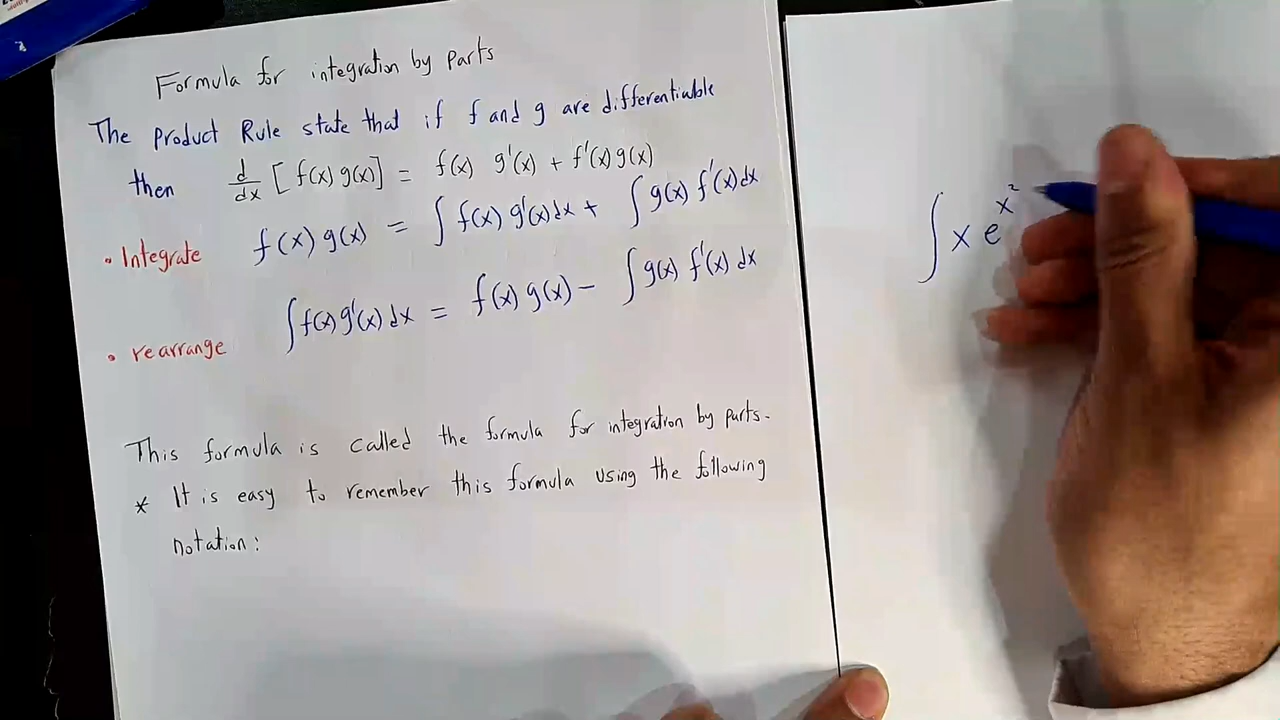 Formula for integration by parts
The Product Rule state that if f and g are differentiable
then d/dx [f(x) g(x)] = f(x) g'(x) + f'(x) g(x)
• Integrate f(x) g(x) = ∫ f(x) g'(x) dx + ∫ g(x) f'(x) dx
• rearrange ∫ f(x) g'(x) dx = f(x) g(x) − ∫ g(x) f'(x) dx
This formula is called the formula for integration by parts.
* It is easy to remember this formula using the following
notation:
∫ x e^x²